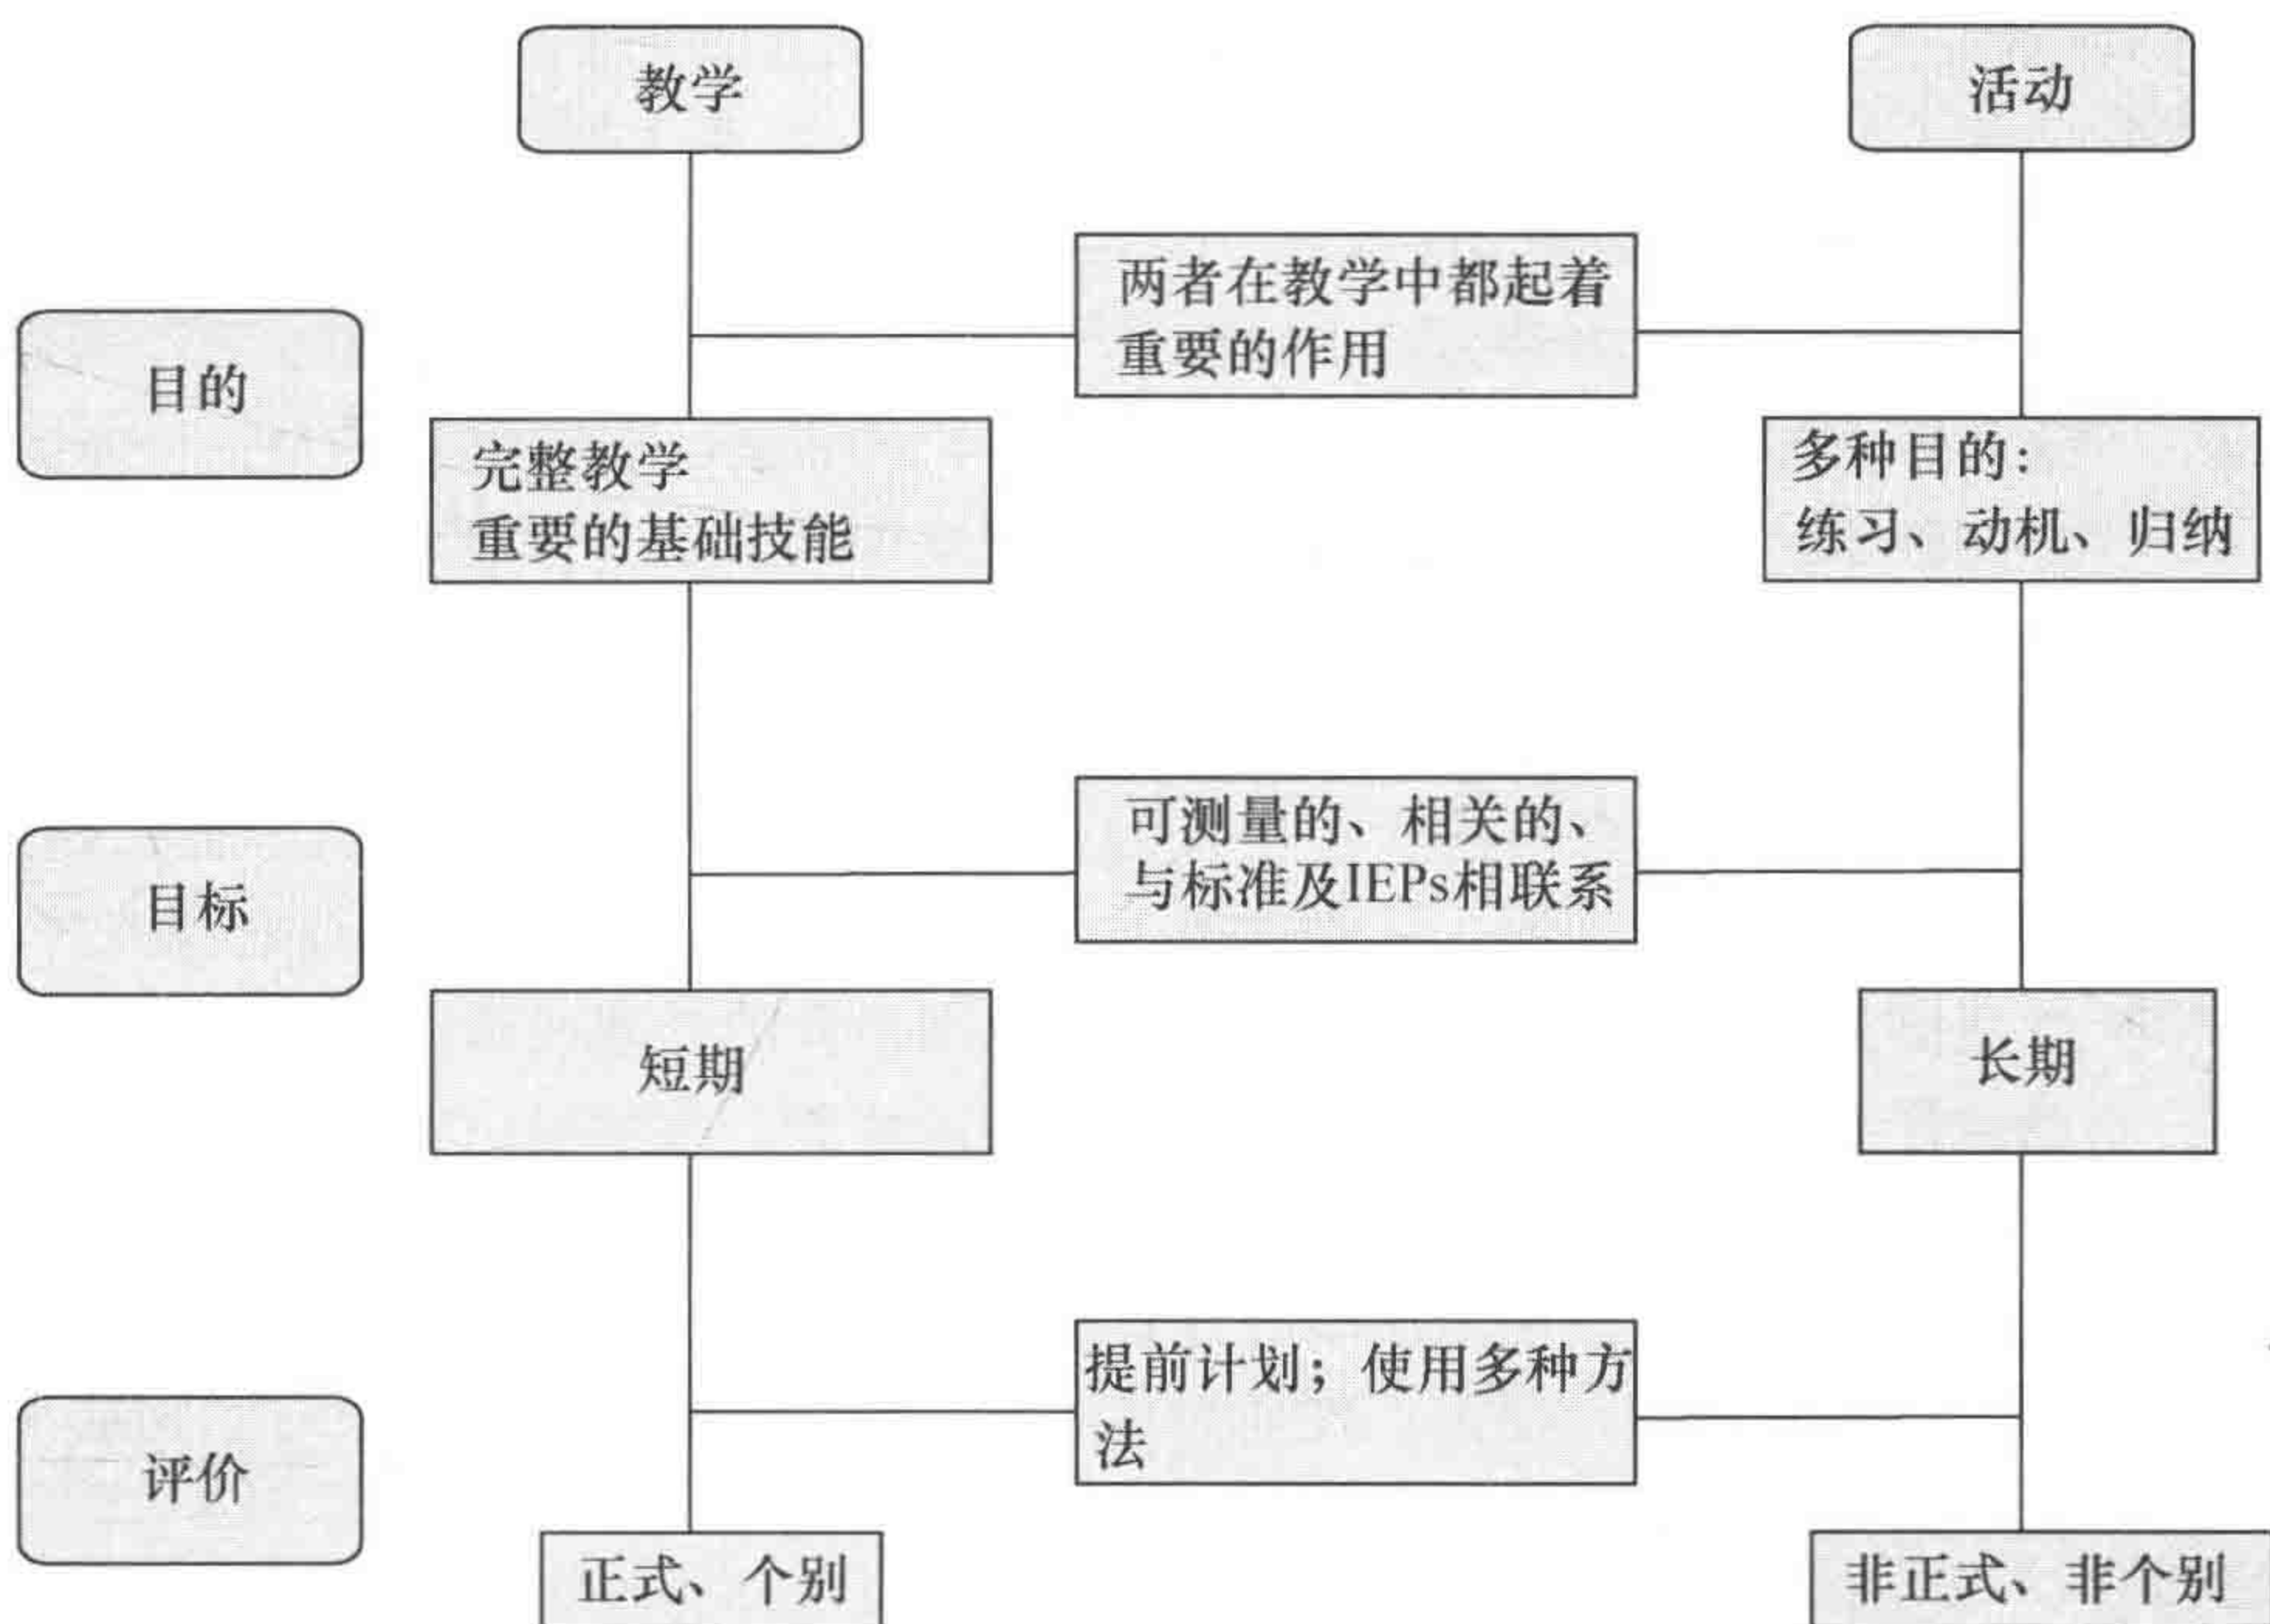 教学
活动
两者在教学中都起着
重要的作用
目的
完整教学
重要的基础技能
多种目的：
练习、动机、归纳
可测量的、相关的、
与标准及IEPs相联系
目标
短期
长期
提前计划；使用多种方
法
评价
正式、个别
非正式、非个别